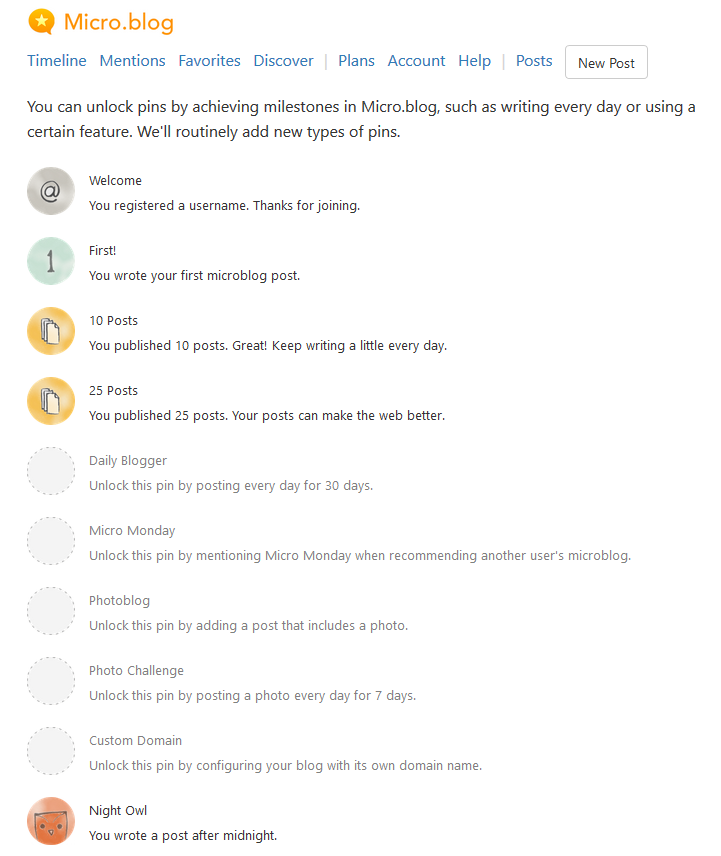 Micro.blog
Timeline Mentions Favorites Discover | Plans Account Help | Posts New Post
You can unlock pins by achieving milestones in Micro.blog, such as writing every day or using a
certain feature. We'll routinely add new types of pins.
@
Welcome
You registered a username. Thanks for joining.
1
First!
You wrote your first microblog post.
10 Posts
You published 10 posts. Great! Keep writing a little every day.
25 Posts
You published 25 posts. Your posts can make the web better.
Daily Blogger
Unlock this pin by posting every day for 30 days.
Micro Monday
Unlock this pin by mentioning Micro Monday when recommending another user's microblog.
Photoblog
Unlock this pin by adding a post that includes a photo.
Photo Challenge
Unlock this pin by posting a photo every day for 7 days.
Custom Domain
Unlock this pin by configuring your blog with its own domain name.
Night Owl
You wrote a post after midnight.